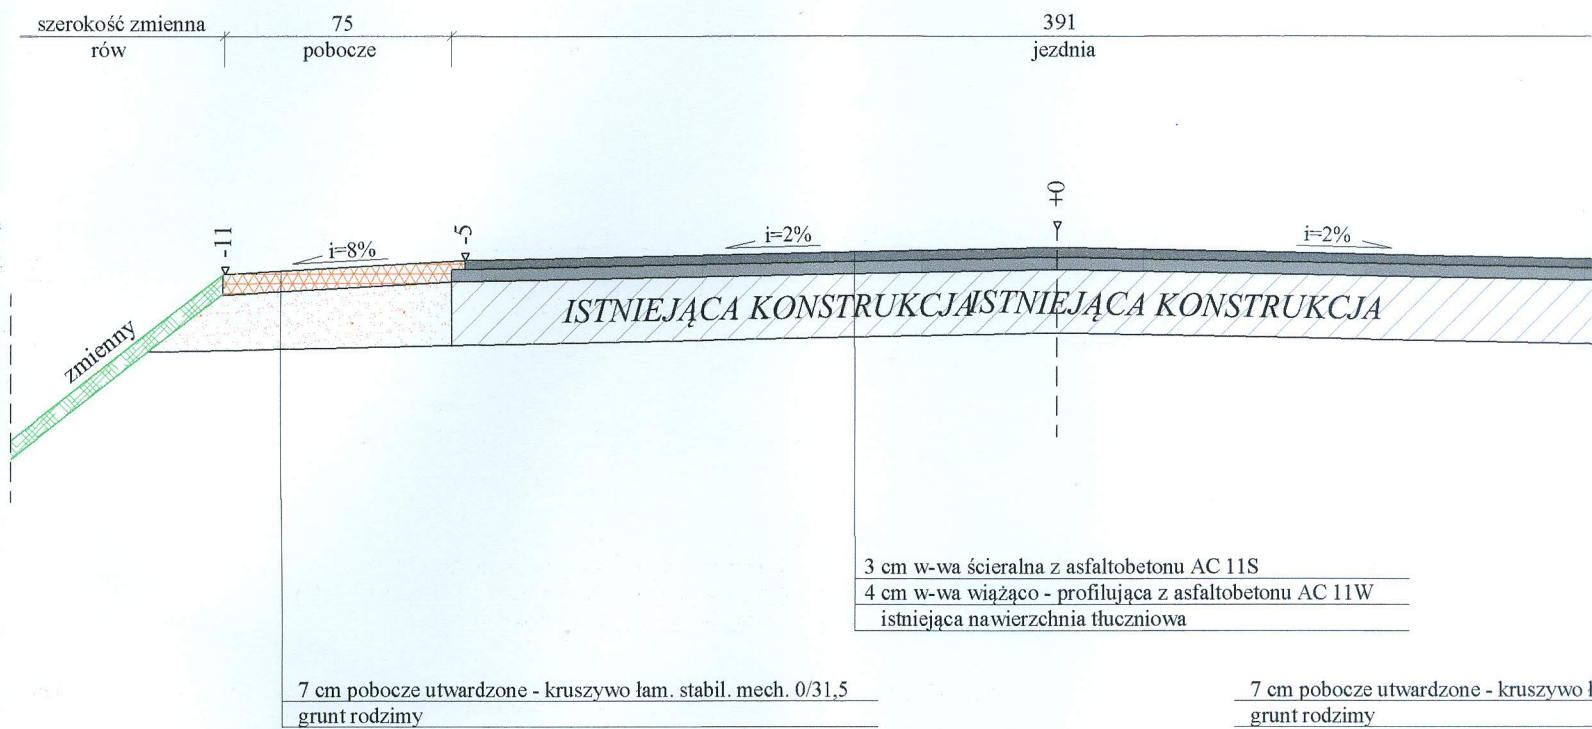 szerokość zmienna
75
391
rów
pobocze
jezdnia
-11
i=8%
-5
i=2%
+0
i=2%
ISTNIEJĄCA KONSTRUKCJA
ISTNIEJĄCA KONSTRUKCJA
zmienny
3 cm w-wa ścieralna z asfaltobetonu AC 11S
4 cm w-wa wiążąco - profilująca z asfaltobetonu AC 11W
istniejąca nawierzchnia tłuczniowa
7 cm pobocze utwardzone - kruszywo łam. stabil. mech. 0/31,5
grunt rodzimy
7 cm pobocze utwardzone - kruszywo ł
grunt rodzimy